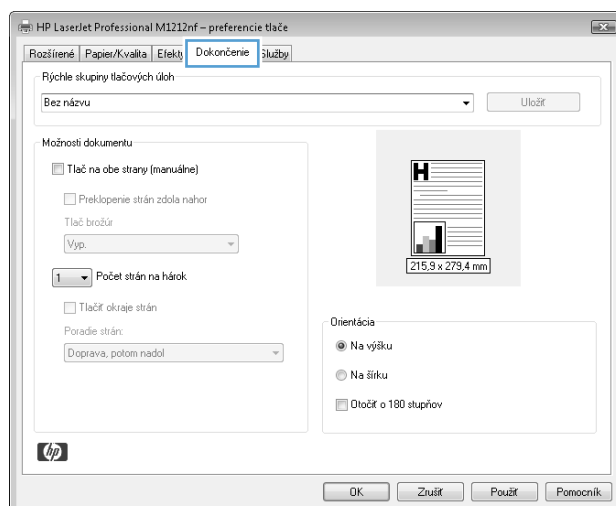 HP LaserJet Professional M1212nf – preferencie tlače
Rozšírené Papier/Kvalita Efekty Dokončenie Služby
Rýchle skupiny tlačových úloh
Bez názvu Uložiť
Možnosti dokumentu
Tlač na obe strany (manuálne)
Preklopenie strán zdola nahor
Tlač brožúr
Vyp.
1 Počet strán na hárok
Tlačiť okraje strán
Poradie strán:
Doprava, potom nadol
H
215,9 x 279,4 mm
Orientácia
Na výšku
Na šírku
Otočiť o 180 stupňov
hp
OK Zrušiť Použiť Pomocník